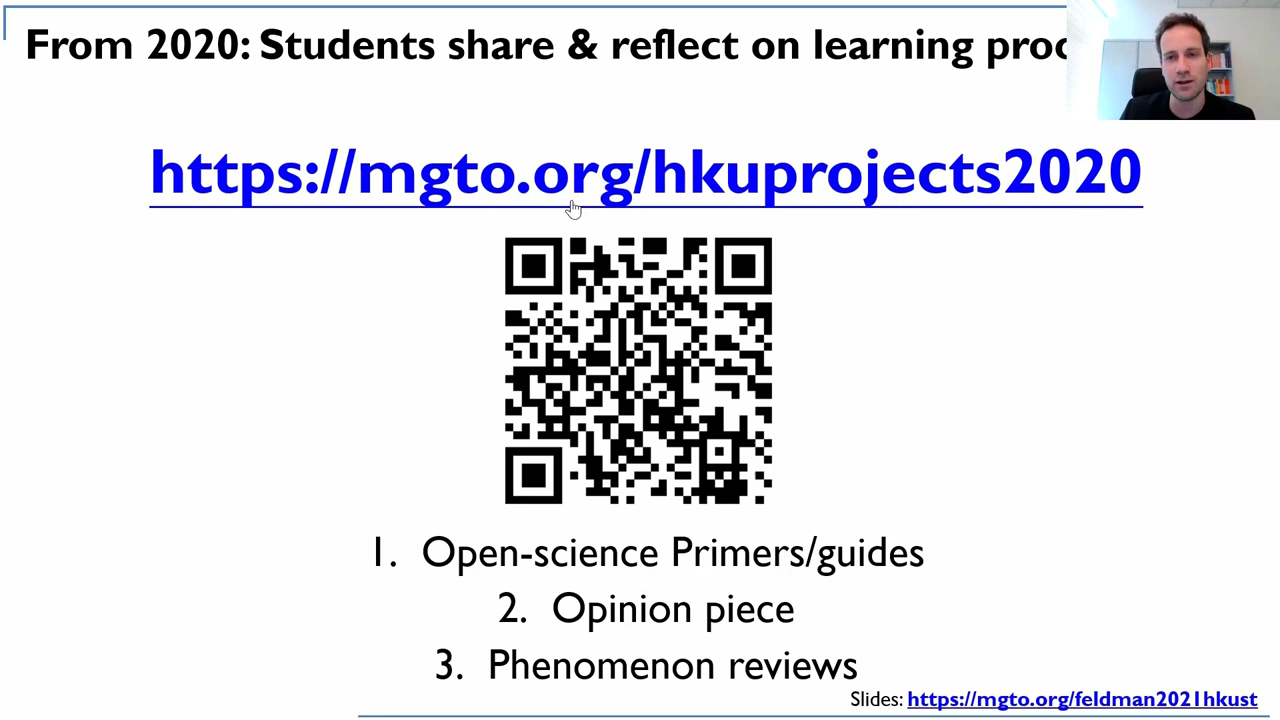 From 2020: Students share & reflect on learning
https://mgto.org/hkuprojects2020
1. Open-science Primers/guides
2. Opinion piece
3. Phenomenon reviews
Slides: https://mgto.org/feldman2021hkust